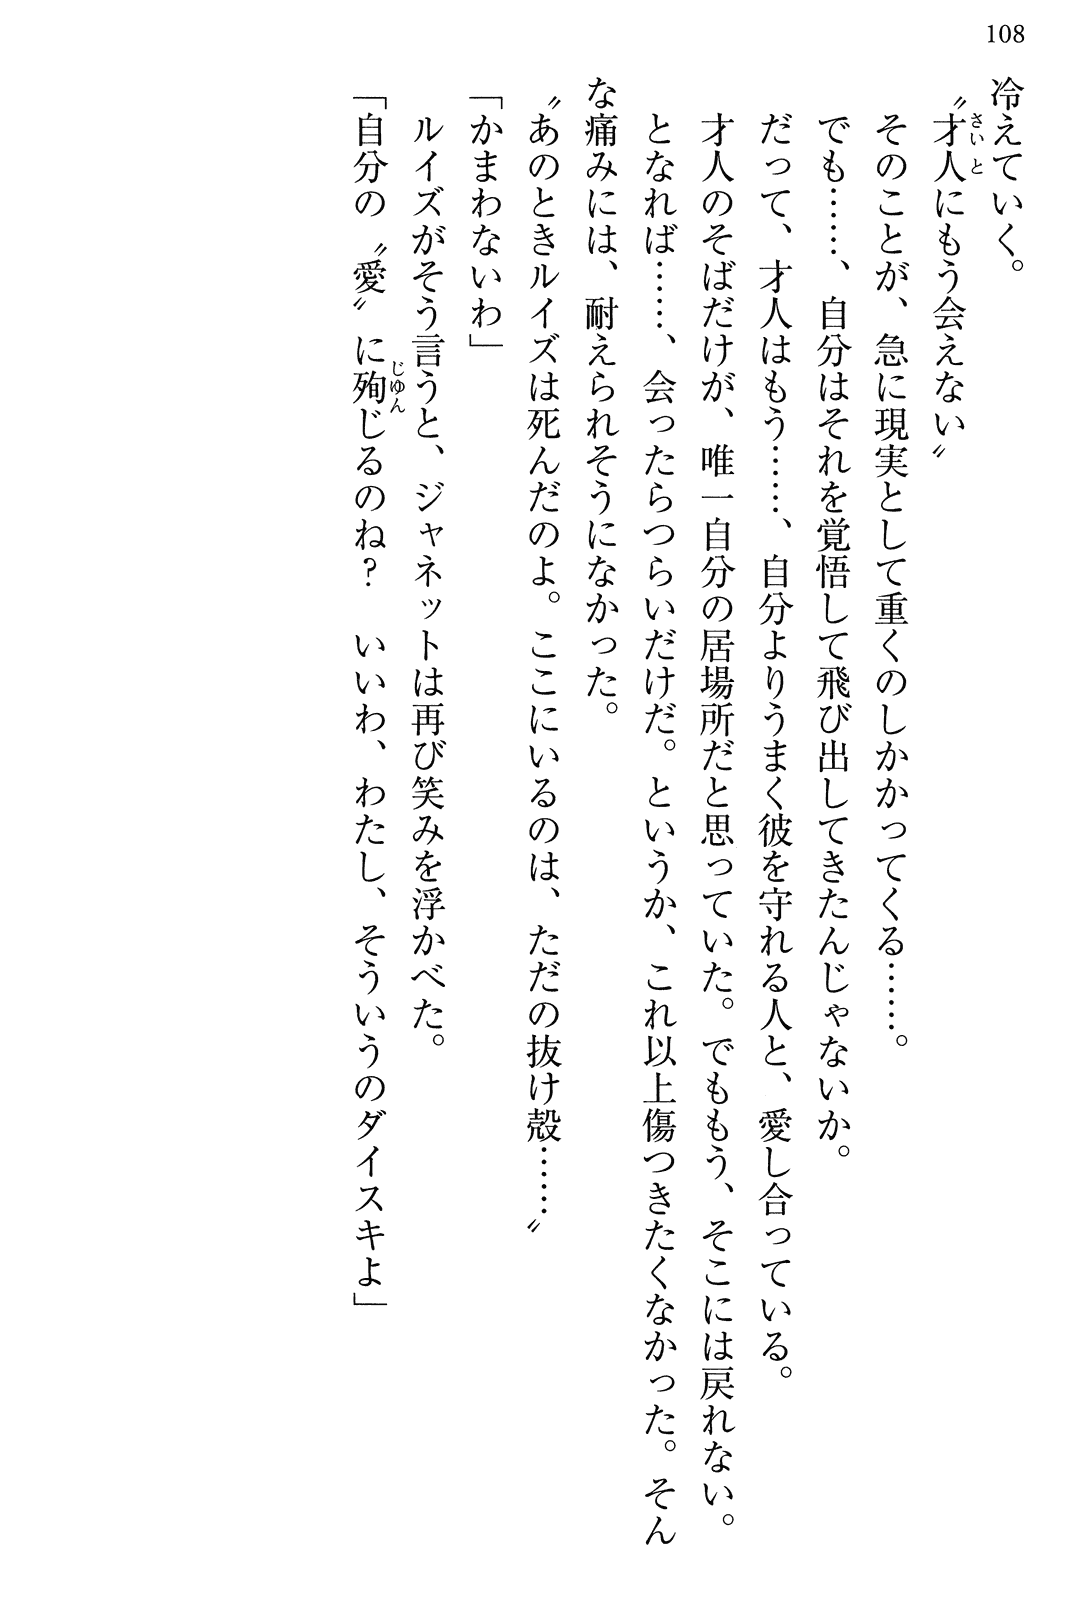 108
冷えていく。
〝才人にもう会えない〟
そのことが、急に現実として重くのしかかってくる……。
でも……、自分はそれを覚悟して飛び出してきたんじゃないか。
だって、才人はもう……、自分よりうまく彼を守れる人と、愛し合っている。
才人のそばだけが、唯一自分の居場所だと思っていた。でももう、そこには戻れない。
となれば……、会ったらつらいだけだ。というか、これ以上傷つきたくなかった。そん
な痛みには、耐えられそうになかった。
〝あのときルイズは死んだのよ。ここにいるのは、ただの抜け殻……〟
「かまわないわ」
ルイズがそう言うと、ジャネットは再び笑みを浮かべた。
「自分の〝愛〟に殉じるのね？　いいわ、わたし、そういうのダイスキよ」
さいと
じゆん